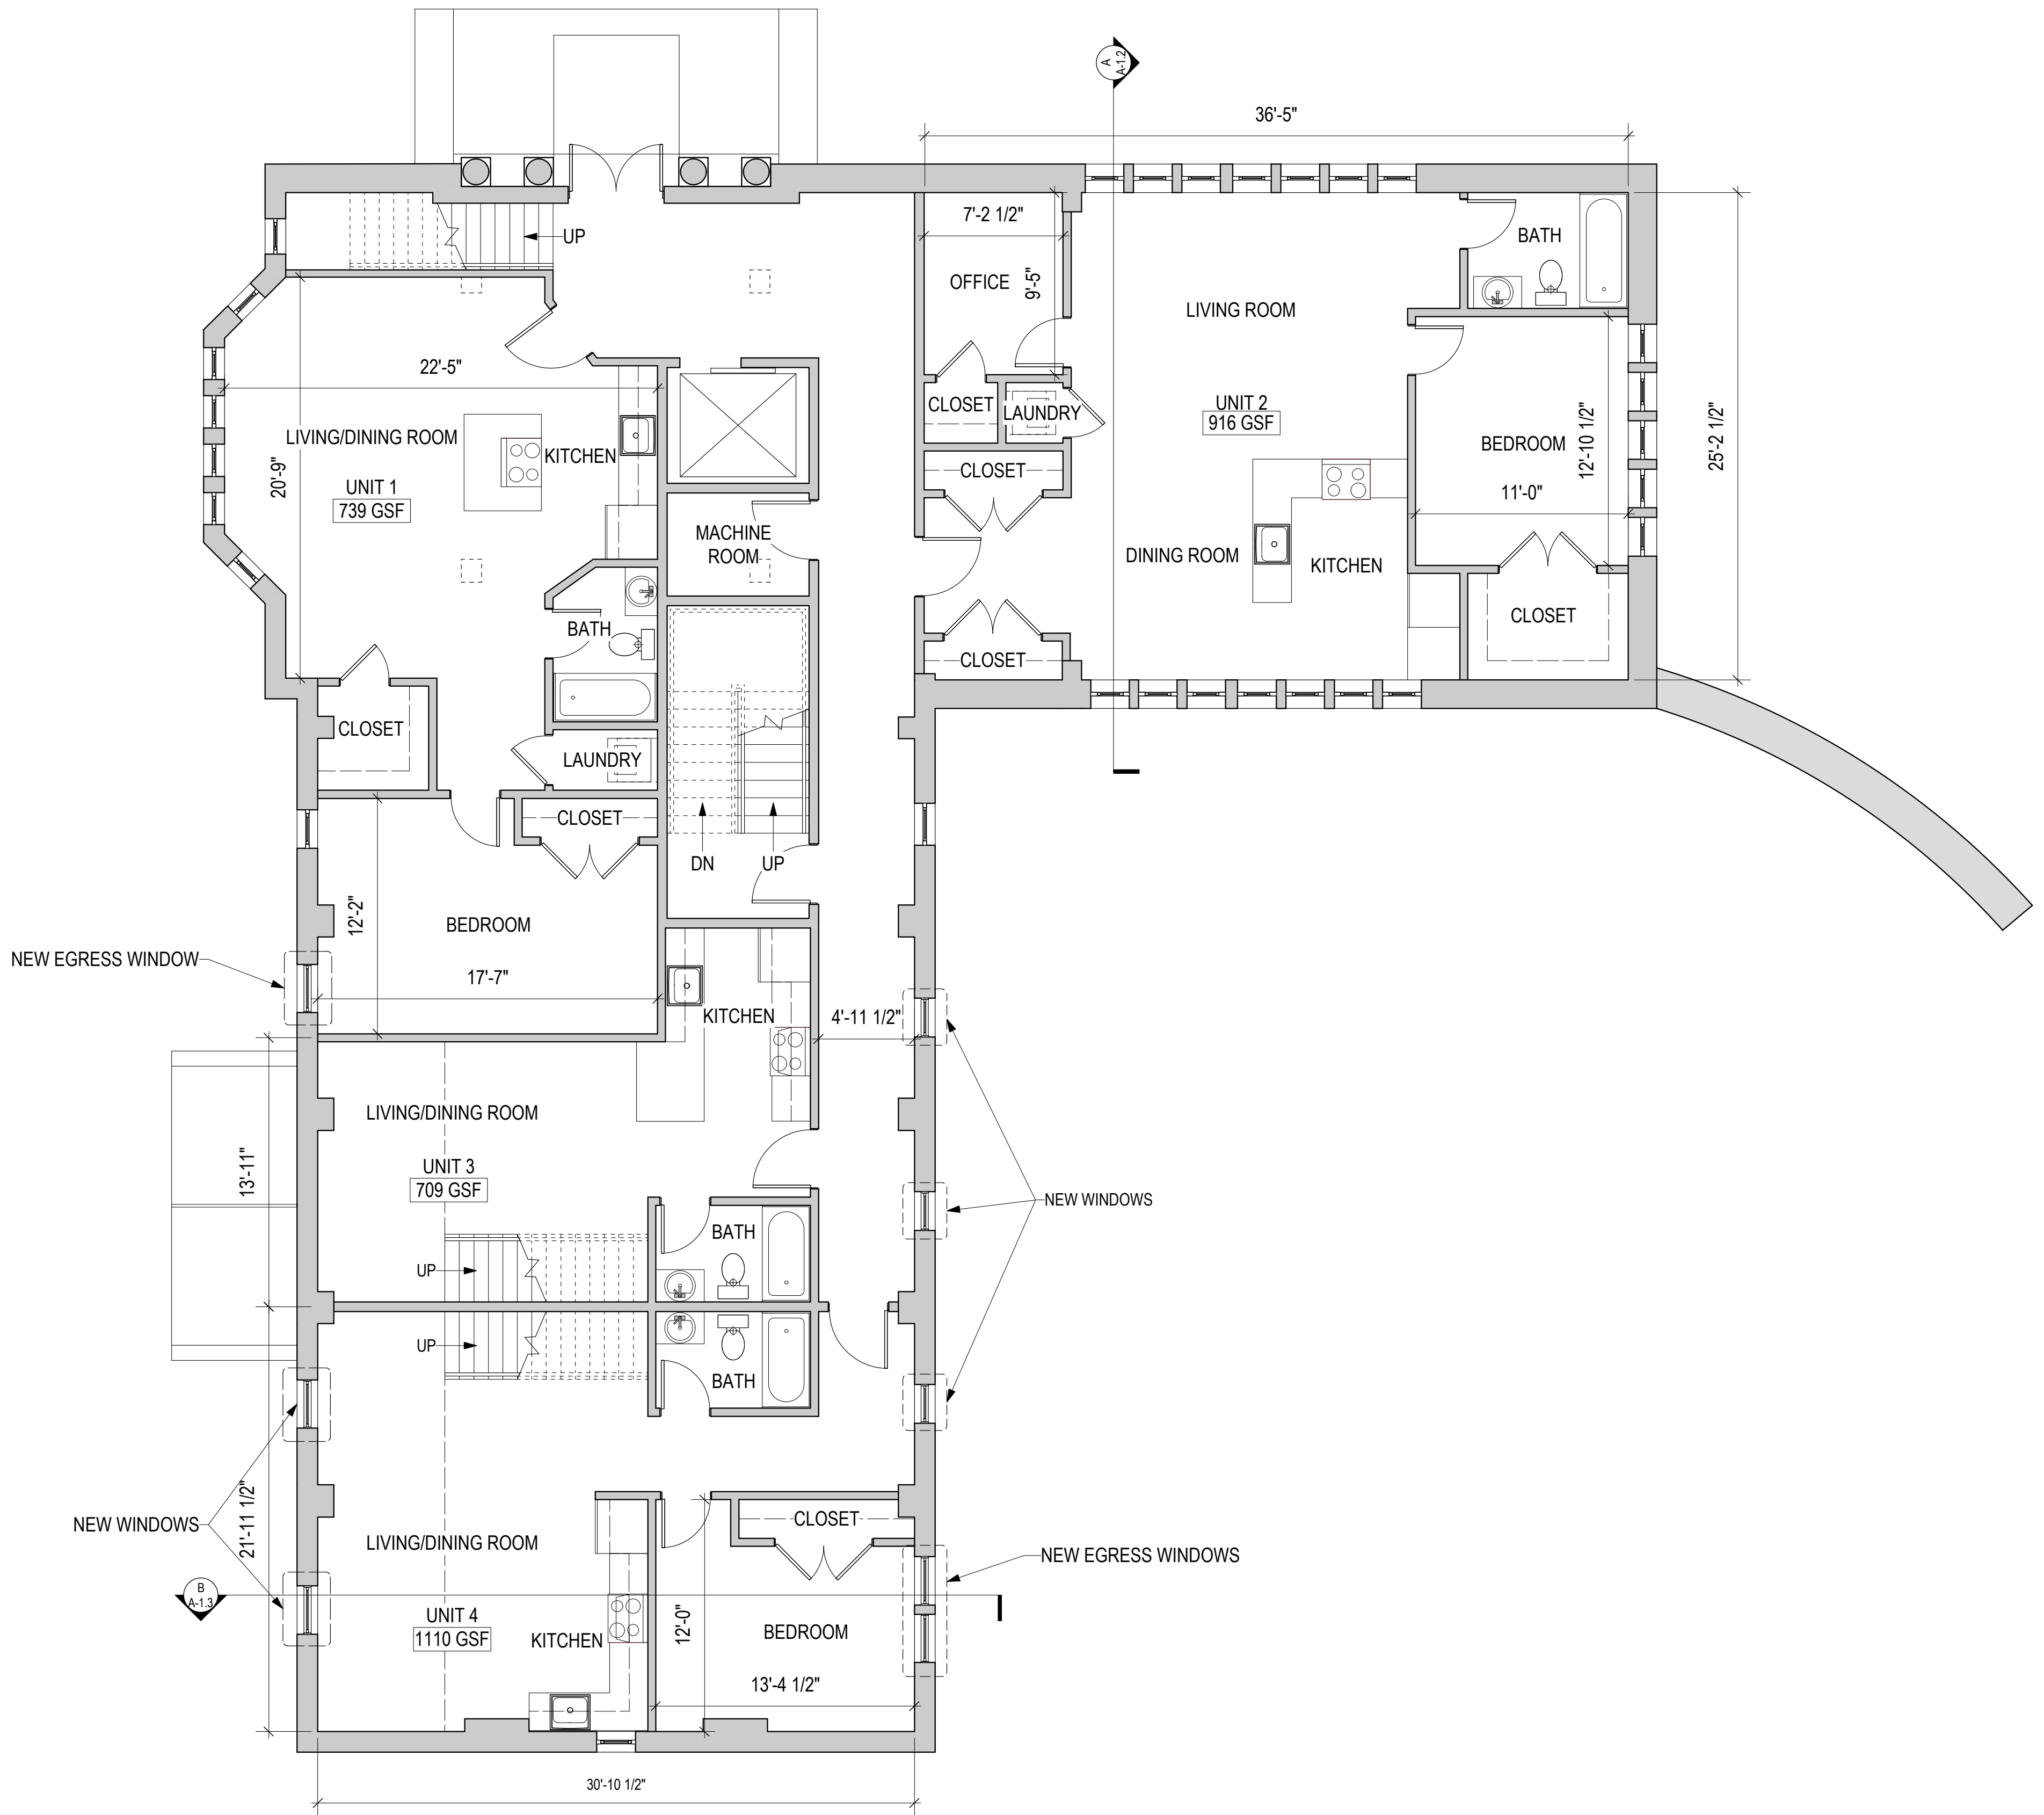 A
A-1.2
36'-5"
UP
7'-2 1/2"
OFFICE
9'-5"
BATH
LIVING ROOM
22'-5"
CLOSET
LAUNDRY
UNIT 2
916 GSF
LIVING/DINING ROOM
KITCHEN
20'-9"
UNIT 1
739 GSF
BEDROOM
12'-10 1/2"
25'-2 1/2"
CLOSET
11'-0"
MACHINE
ROOM
DINING ROOM
KITCHEN
CLOSET
BATH
CLOSET
CLOSET
LAUNDRY
CLOSET
DN
UP
12'-2"
BEDROOM
NEW EGRESS WINDOW
17'-7"
KITCHEN
4'-11 1/2"
LIVING/DINING ROOM
13'-11"
UNIT 3
709 GSF
NEW WINDOWS
BATH
UP
UP
BATH
NEW WINDOWS
21'-11 1/2"
CLOSET
LIVING/DINING ROOM
NEW EGRESS WINDOWS
B
A-1.3
UNIT 4
1110 GSF
KITCHEN
12'-0"
BEDROOM
13'-4 1/2"
30'-10 1/2"